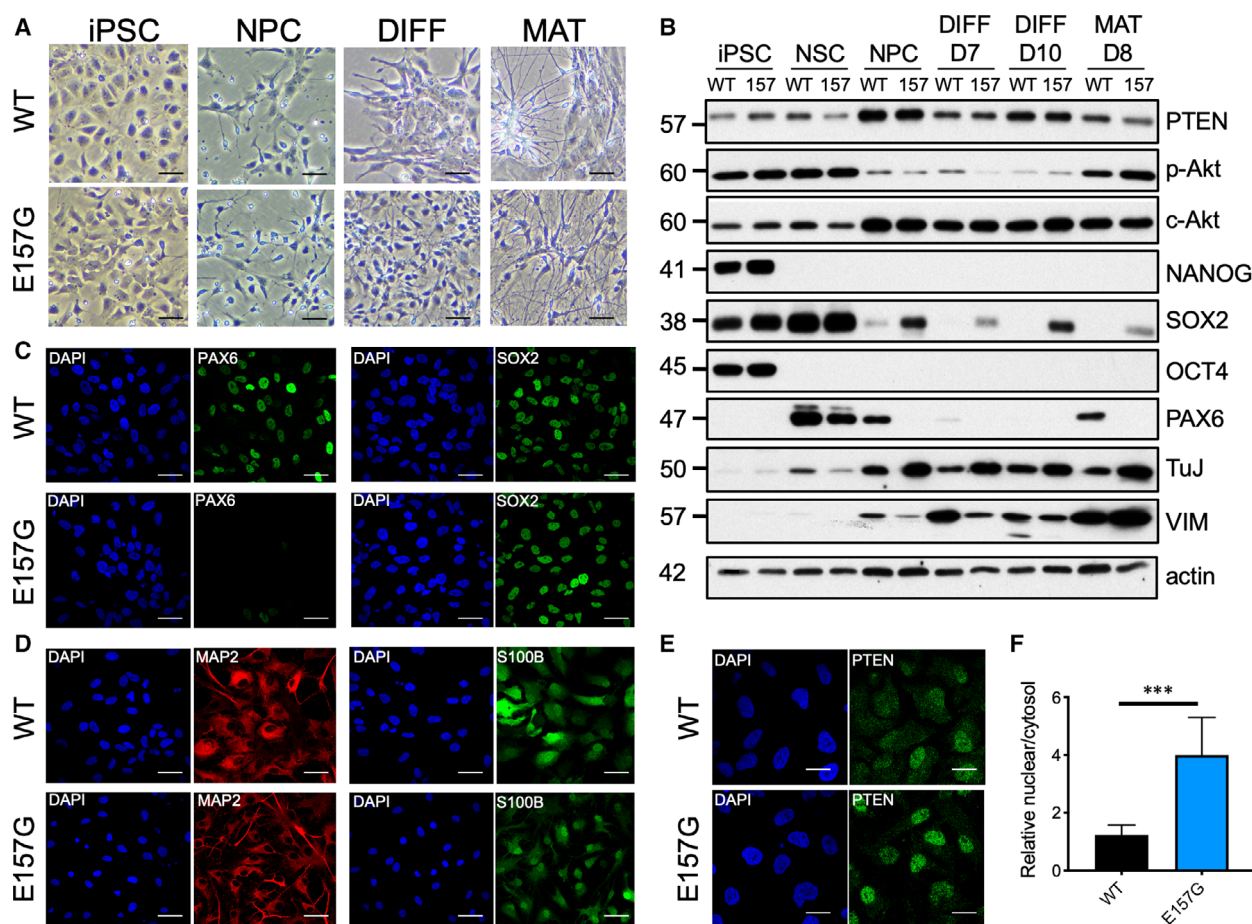 A
iPSC NPC DIFF MAT
WT
E157G
B
DIFF DIFF MAT
iPSC NSC NPC D7 D10 D8
WT 157 WT 157 WT 157 WT 157 WT 157 WT 157
57 PTEN
60 p-Akt
60 c-Akt
41 NANOG
38 SOX2
45 OCT4
47 PAX6
50 TuJ
57 VIM
42 actin
C
WT
DAPI PAX6 DAPI SOX2
E157G
DAPI PAX6 DAPI SOX2
D
WT
DAPI MAP2 DAPI S100B
E157G
DAPI MAP2 DAPI S100B
E
WT
DAPI PTEN
E157G
DAPI PTEN
F
Relative nuclear/cytosol
6
4
2
0
***
WT E157G